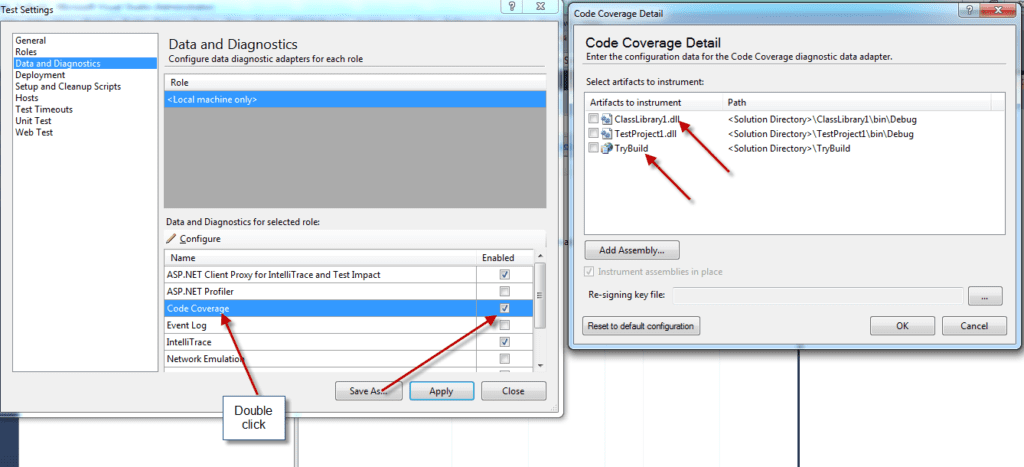 Test Settings
General
Roles
Data and Diagnostics
Deployment
Setup and Cleanup Scripts
Hosts
Test Timeouts
Unit Test
Web Test
Data and Diagnostics
Configure data diagnostic adapters for each role
Role
<Local machine only>
Data and Diagnostics for selected role:
Configure
Name Enabled
ASP.NET Client Proxy for IntelliTrace and Test Impact
ASP.NET Profiler
Code Coverage
Event Log
IntelliTrace
Network Emulation
Save As...
Apply
Close
Double
click
Code Coverage Detail
Code Coverage Detail
Enter the configuration data for the Code Coverage diagnostic data adapter.
Select artifacts to instrument:
Artifacts to instrument Path
ClassLibrary1.dll <Solution Directory>\ClassLibrary1\bin\Debug
TestProject1.dll <Solution Directory>\TestProject1\bin\Debug
TryBuild <Solution Directory>\TryBuild
Add Assembly...
Instrument assemblies in place
Re-signing key file:
...
Reset to default configuration
OK
Cancel